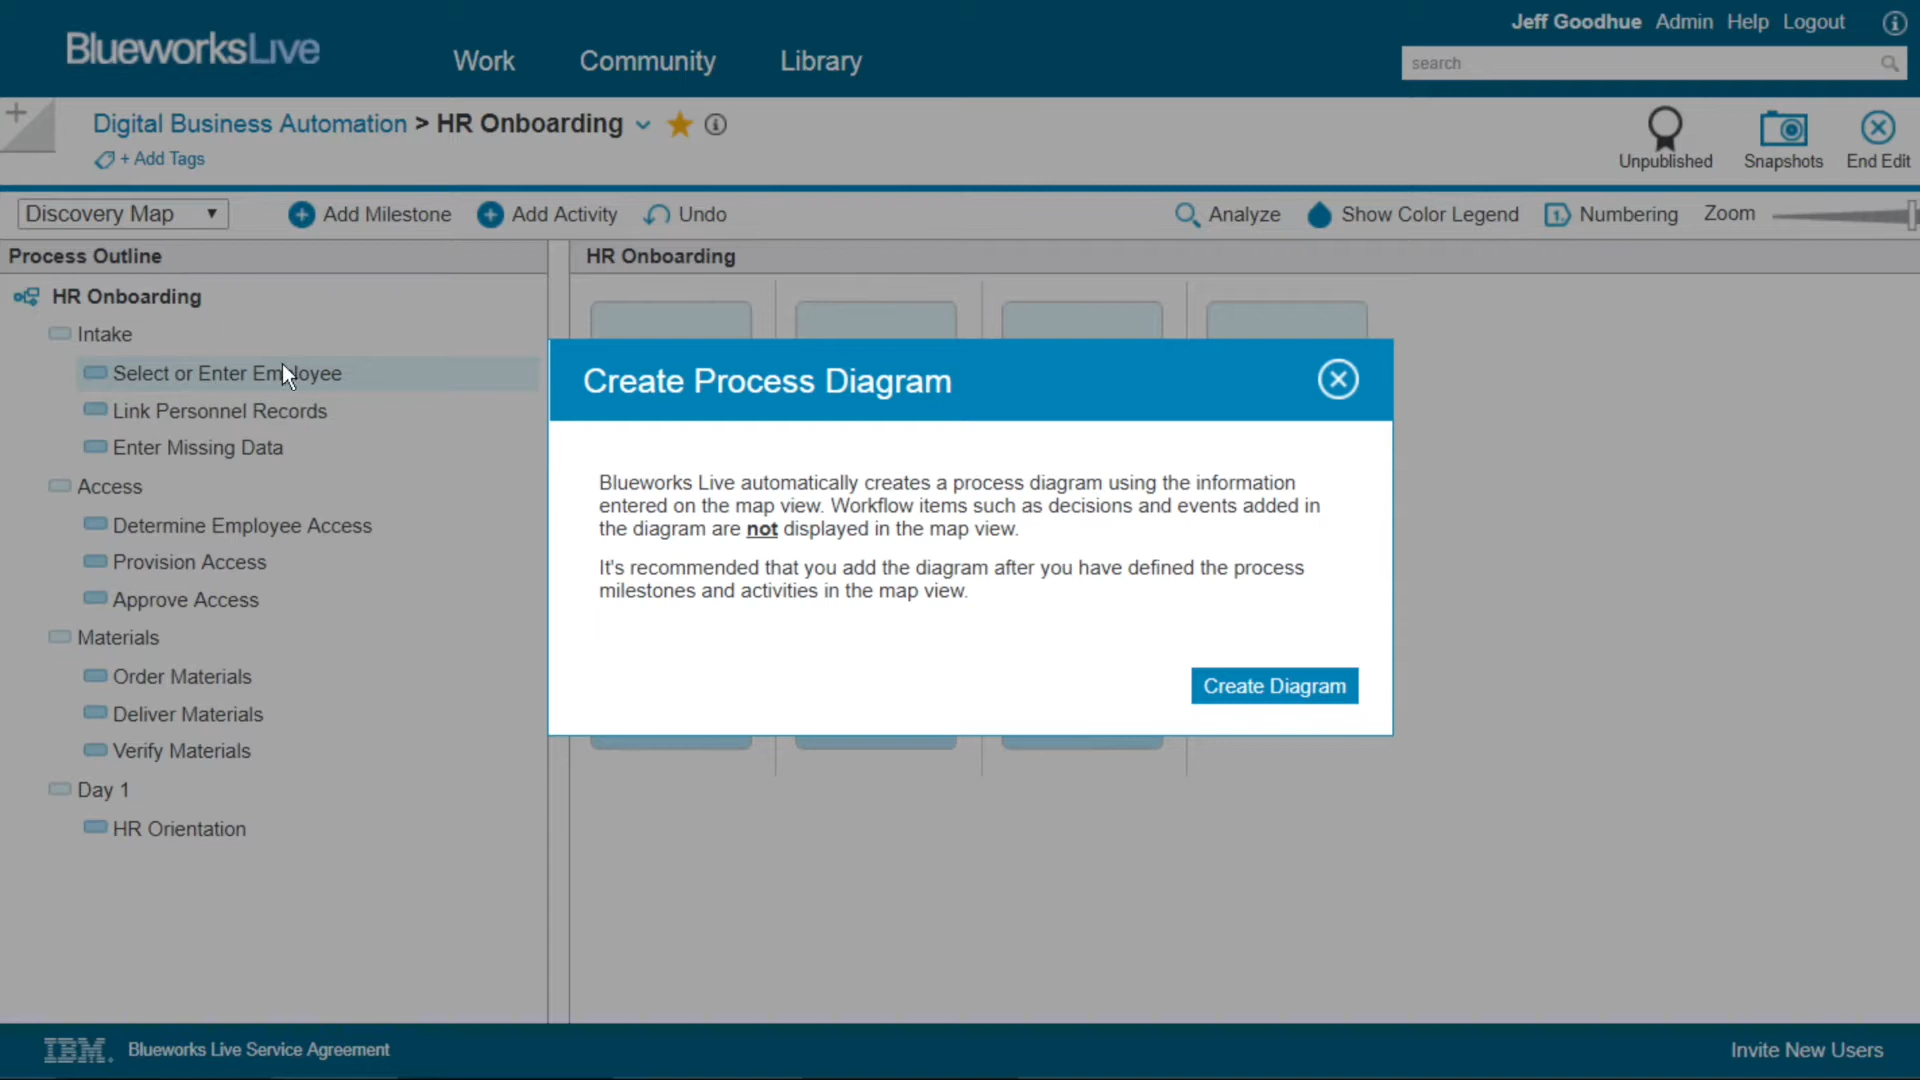 Jeff Goodhue Admin Help Logout
BlueworksLive
Work Community Library
search
Digital Business Automation > HR Onboarding
+ Add Tags
Unpublished Snapshots End Edit
Discovery Map Add Milestone Add Activity Undo Analyze Show Color Legend Numbering Zoom
Process Outline
HR Onboarding
HR Onboarding
Intake
Select or Enter Employee
Link Personnel Records
Enter Missing Data
Access
Determine Employee Access
Provision Access
Approve Access
Materials
Order Materials
Deliver Materials
Verify Materials
Day 1
HR Orientation
Create Process Diagram
Blueworks Live automatically creates a process diagram using the information
entered on the map view. Workflow items such as decisions and events added in
the diagram are not displayed in the map view.
It's recommended that you add the diagram after you have defined the process
milestones and activities in the map view.
Create Diagram
IBM. Blueworks Live Service Agreement
Invite New Users